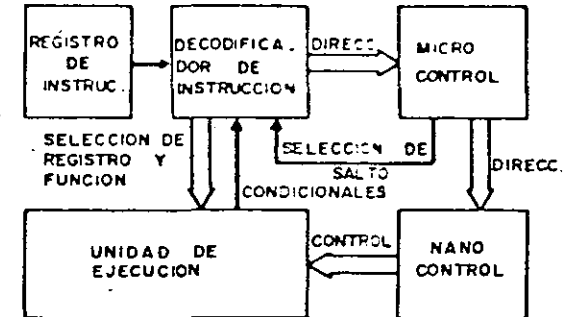 REGISTRO
DE
INSTRUC.
DECODIFICA.
DOR DE
INSTRUCCION
DIRECC.
MICRO
CONTROL
SELECCION DE
REGISTRO Y
FUNCION
SELECCION DE
SALTO
CONDICIONALES
DIRECC.
UNIDAD DE
EJECUCION
CONTROL
NANO
CONTROL